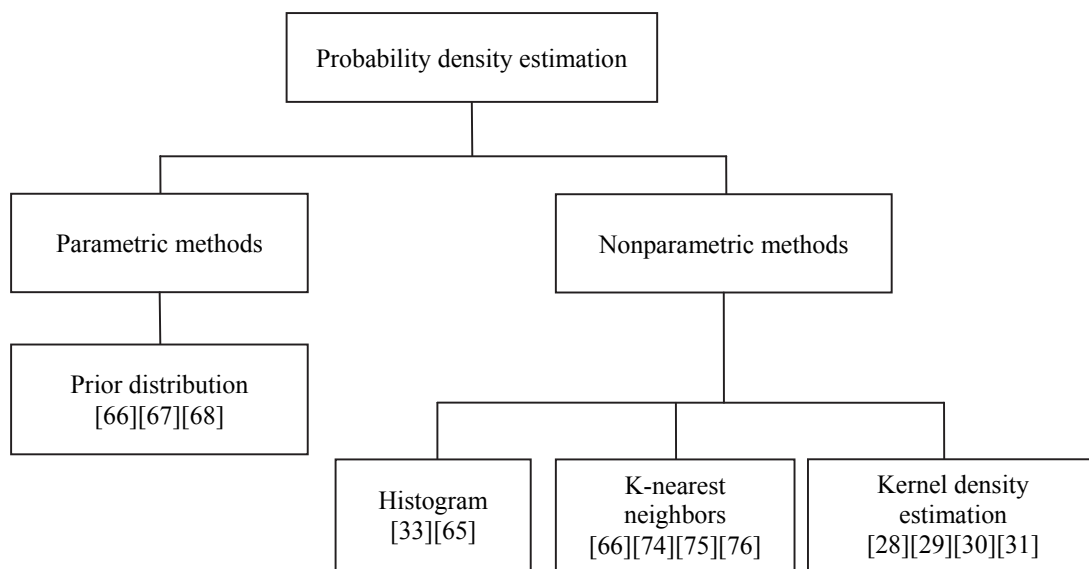 Probability density estimation
Parametric methods
Nonparametric methods
Prior distribution
[66][67][68]
Histogram
[33][65]
K-nearest
neighbors
[66][74][75][76]
Kernel density
estimation
[28][29][30][31]